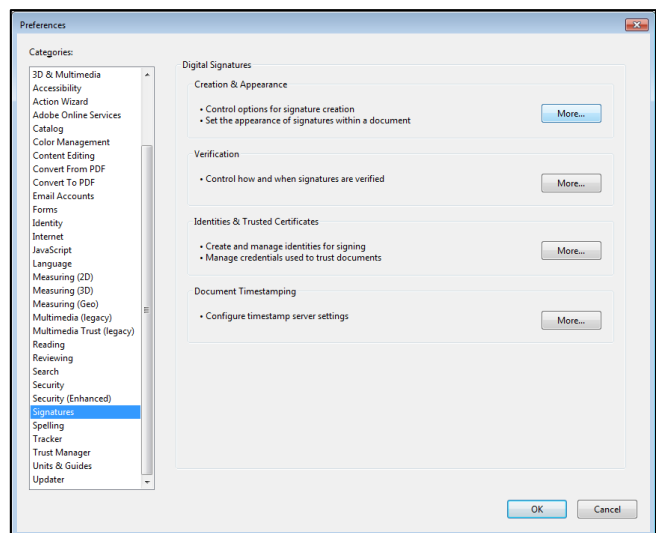 Preferences
Categories:
3D & Multimedia
Accessibility
Action Wizard
Adobe Online Services
Catalog
Color Management
Content Editing
Convert From PDF
Convert To PDF
Email Accounts
Forms
Identity
Internet
JavaScript
Language
Measuring (2D)
Measuring (3D)
Measuring (Geo)
Multimedia (legacy)
Multimedia Trust (legacy)
Reading
Reviewing
Search
Security
Security (Enhanced)
Signatures
Spelling
Tracker
Trust Manager
Units & Guides
Updater
Digital Signatures
Creation & Appearance
• Control options for signature creation
• Set the appearance of signatures within a document
More...
Verification
• Control how and when signatures are verified
More...
Identities & Trusted Certificates
• Create and manage identities for signing
• Manage credentials used to trust documents
More...
Document Timestamping
• Configure timestamp server settings
More...
OK
Cancel